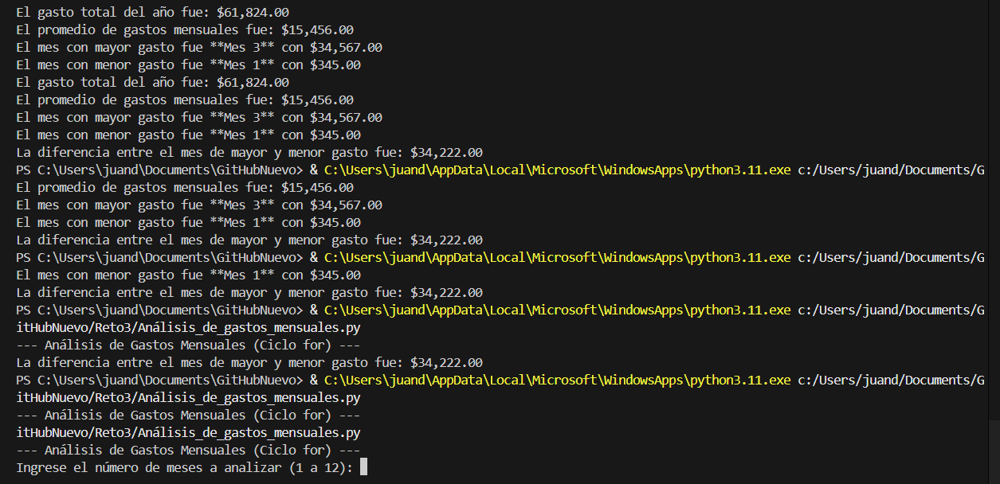 El gasto total del año fue: $61,824.00
El promedio de gastos mensuales fue: $15,456.00
El mes con mayor gasto fue **Mes 3** con $34,567.00
El mes con menor gasto fue **Mes 1** con $345.00
El gasto total del año fue: $61,824.00
El promedio de gastos mensuales fue: $15,456.00
El mes con mayor gasto fue **Mes 3** con $34,567.00
El mes con menor gasto fue **Mes 1** con $345.00
La diferencia entre el mes de mayor y menor gasto fue: $34,222.00
PS C:\Users\juand\Documents\GitHubNuevo> & C:\Users\juand\AppData\Local\Microsoft\WindowsApps\python3.11.exe c:/Users/juand/Documents/G
El promedio de gastos mensuales fue: $15,456.00
El mes con mayor gasto fue **Mes 3** con $34,567.00
El mes con menor gasto fue **Mes 1** con $345.00
La diferencia entre el mes de mayor y menor gasto fue: $34,222.00
PS C:\Users\juand\Documents\GitHubNuevo> & C:\Users\juand\AppData\Local\Microsoft\WindowsApps\python3.11.exe c:/Users/juand/Documents/G
El mes con menor gasto fue **Mes 1** con $345.00
La diferencia entre el mes de mayor y menor gasto fue: $34,222.00
PS C:\Users\juand\Documents\GitHubNuevo> & C:\Users\juand\AppData\Local\Microsoft\WindowsApps\python3.11.exe c:/Users/juand/Documents/G
itHubNuevo/Reto3/Análisis_de_gastos_mensuales.py
--- Análisis de Gastos Mensuales (Ciclo for) ---
La diferencia entre el mes de mayor y menor gasto fue: $34,222.00
PS C:\Users\juand\Documents\GitHubNuevo> & C:\Users\juand\AppData\Local\Microsoft\WindowsApps\python3.11.exe c:/Users/juand/Documents/G
itHubNuevo/Reto3/Análisis_de_gastos_mensuales.py
--- Análisis de Gastos Mensuales (Ciclo for) ---
itHubNuevo/Reto3/Análisis_de_gastos_mensuales.py
--- Análisis de Gastos Mensuales (Ciclo for) ---
Ingrese el número de meses a analizar (1 a 12):